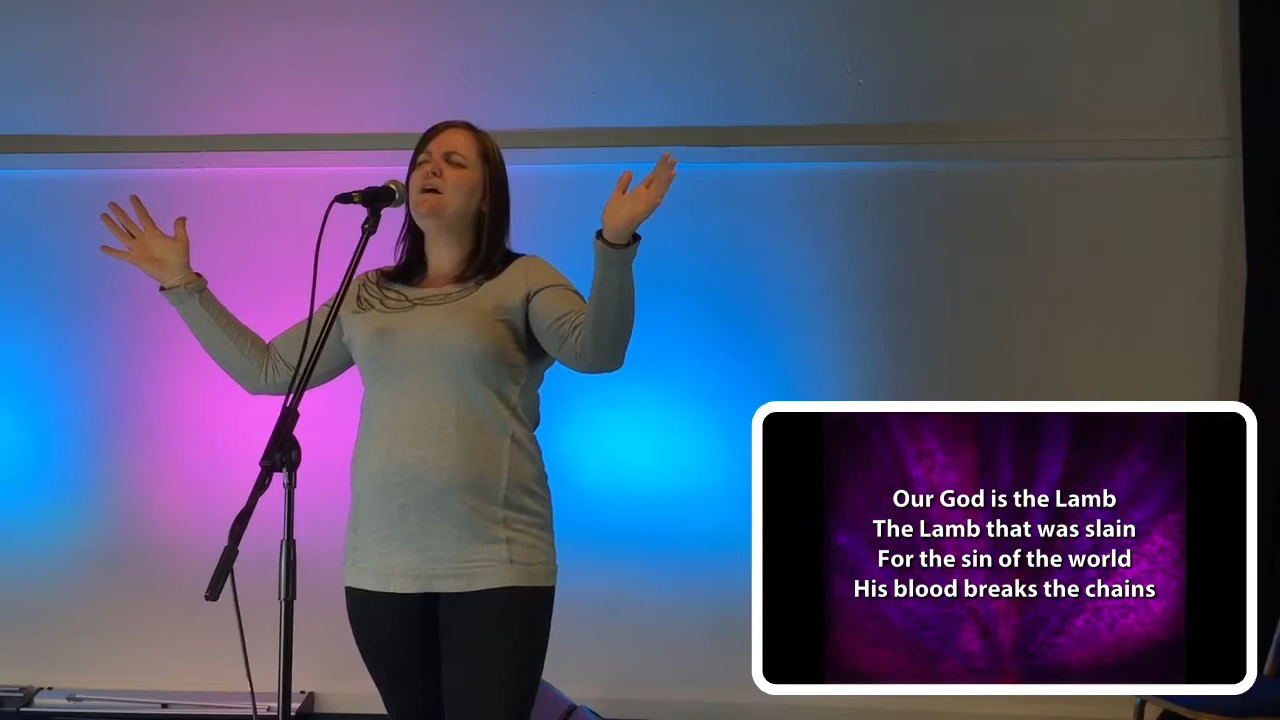 Our God is the Lamb
The Lamb that was slain
For the sin of the world
His blood breaks the chains